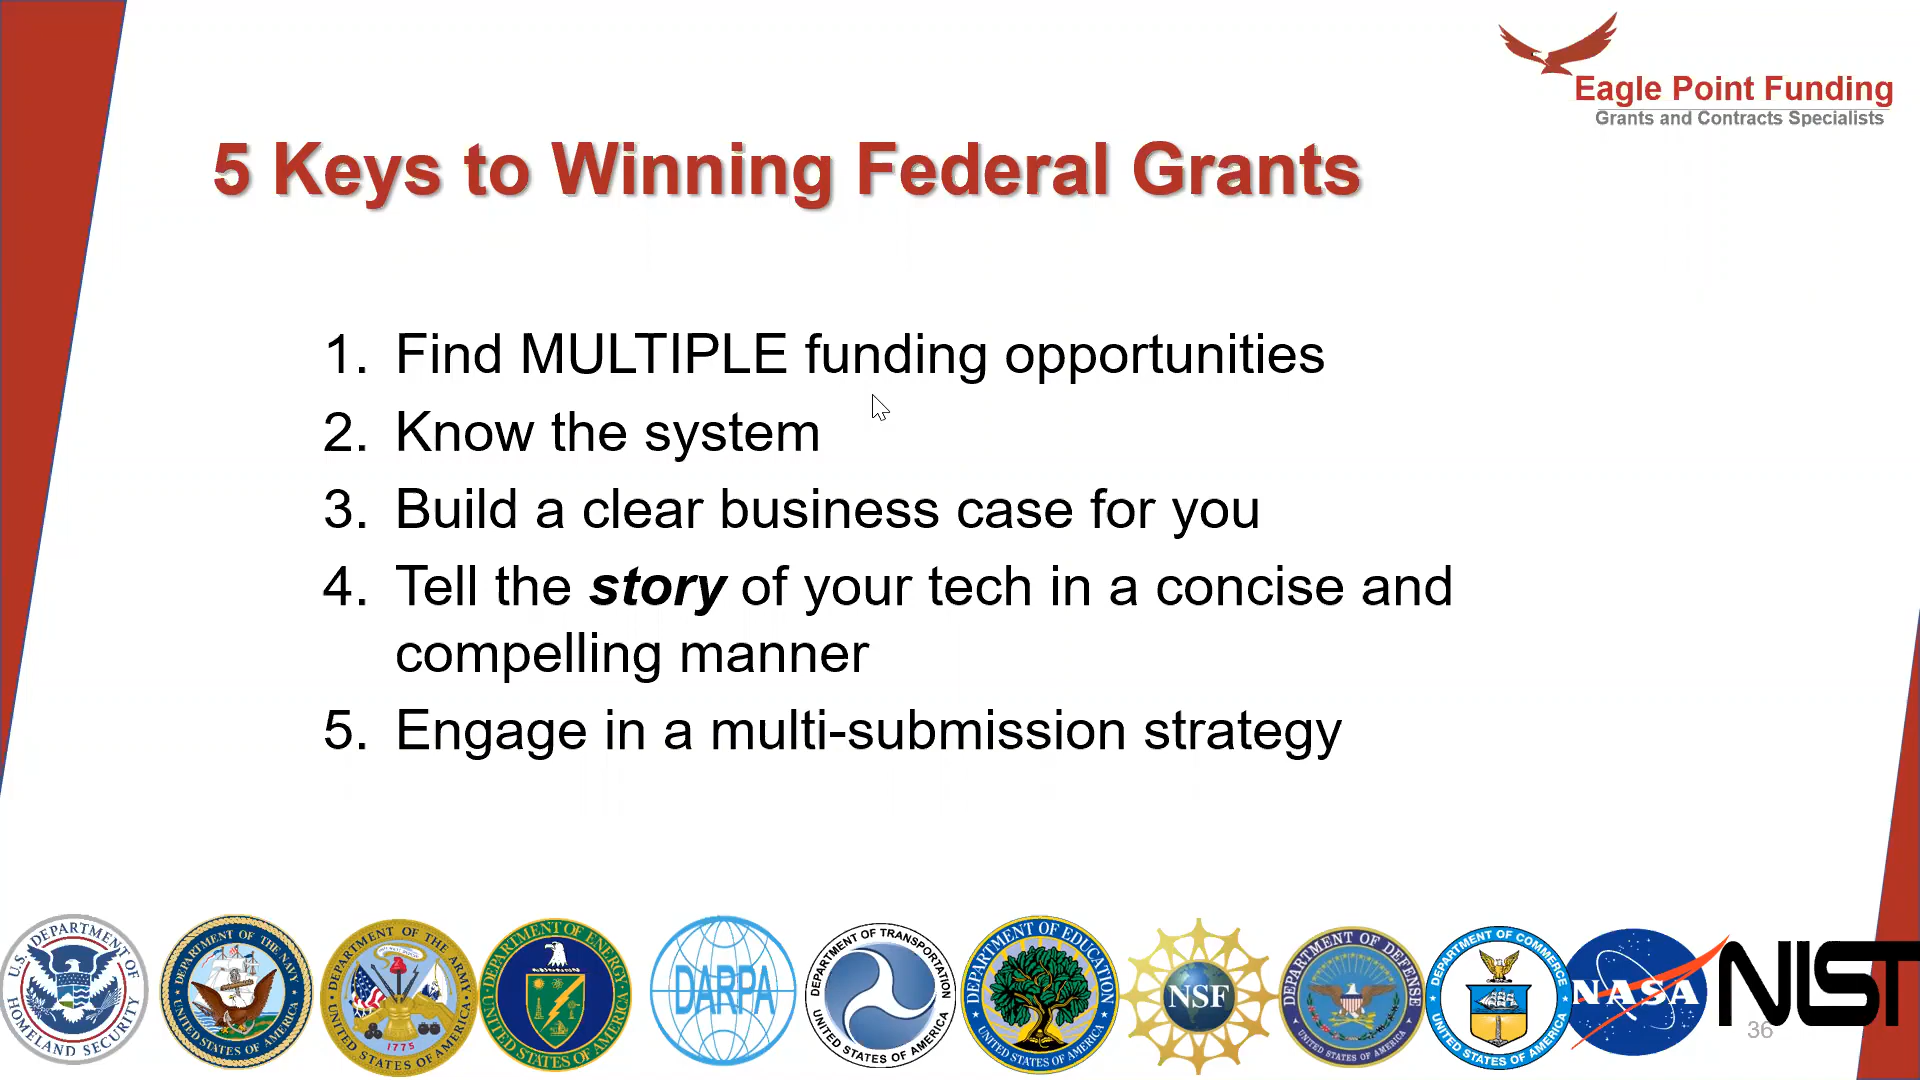 Eagle Point Funding
Grants and Contracts Specialists
5 Keys to Winning Federal Grants
1. Find MULTIPLE funding opportunities
2. Know the system
3. Build a clear business case for you
4. Tell the story of your tech in a concise and
compelling manner
5. Engage in a multi-submission strategy
U.S. DEPARTMENT OF HOMELAND SECURITY
DEPARTMENT OF THE NAVY UNITED STATES OF AMERICA
DEPARTMENT OF THE ARMY UNITED STATES OF AMERICA 1775
DEPARTMENT OF ENERGY UNITED STATES OF AMERICA
DARPA
DEPARTMENT OF TRANSPORTATION UNITED STATES OF AMERICA
DEPARTMENT OF EDUCATION UNITED STATES OF AMERICA
NSF
DEPARTMENT OF DEFENSE UNITED STATES OF AMERICA
DEPARTMENT OF COMMERCE UNITED STATES OF AMERICA
NASA
NIST
36